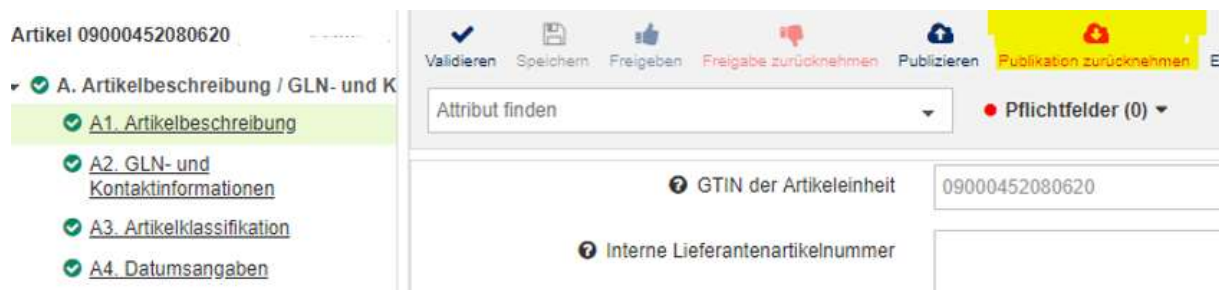 Artikel 09000452080620
A. Artikelbeschreibung / GLN- und K
A1. Artikelbeschreibung
A2. GLN- und
Kontaktinformationen
A3. Artikelklassifikation
A4. Datumsangaben
Validieren Speichern Freigeben Freigabe zurücknehmen Publizieren Publikation zurücknehmen E
Attribut finden
Pflichtfelder (0)
GTIN der Artikeleinheit 09000452080620
Interne Lieferantenartikelnummer